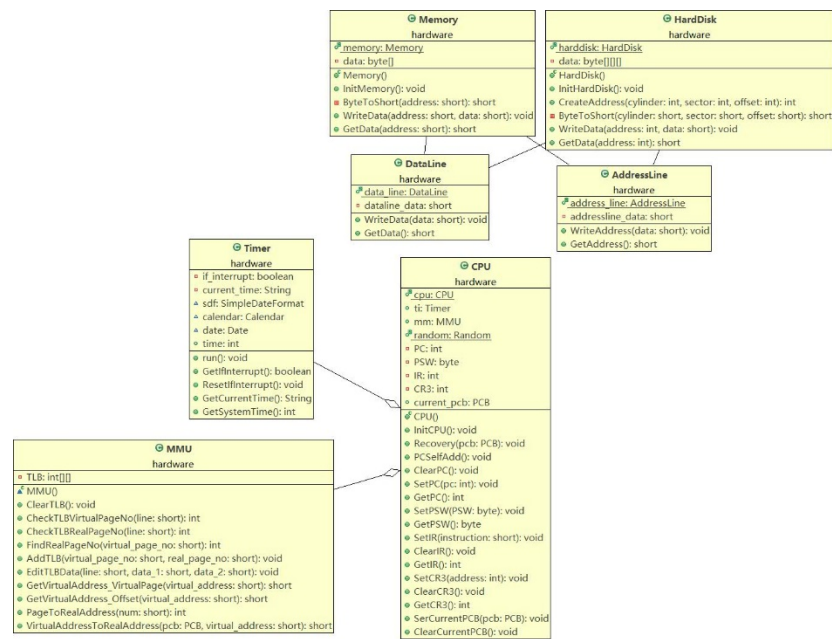 Memory
hardware
memory: Memory
data: byte[]
Memory()
InitMemory(): void
ByteToShort(address: short): short
WriteData(address: short, data: short): void
GetData(address: short): short
HardDisk
hardware
harddisk: HardDisk
data: byte[][][]
HardDisk()
InitHardDisk(): void
CreateAddress(cylinder: int, sector: int, offset: int): int
ByteToShort(cylinder: short, sector: short, offset: short): short
WriteData(address: int, data: short): void
GetData(address: int): short
DataLine
hardware
data_line: DataLine
dataline_data: short
WriteData(data: short): void
GetData(): short
AddressLine
hardware
address_line: AddressLine
addressline_data: short
WriteAddress(data: short): void
GetAddress(): short
Timer
hardware
if_interrupt: boolean
current_time: String
sdf: SimpleDateFormat
calendar: Calendar
date: Date
time: int
run(): void
GetIfInterrupt(): boolean
ResetIfInterrupt(): void
GetCurrentTime(): String
GetSystemTime(): int
CPU
hardware
cpu: CPU
ti: Timer
mm: MMU
random: Random
PC: int
PSW: byte
IR: int
CR3: int
current_pcb: PCB
CPU()
InitCPU(): void
Recovery(pcb: PCB): void
PCSelfAdd(): void
ClearPC(): void
SetPC(pc: int): void
GetPC(): int
SetPSW(PSW: byte): void
GetPSW(): byte
SetIR(instruction: short): void
ClearIR(): void
GetIR(): int
SetCR3(address: int): void
ClearCR3(): void
GetCR3(): int
SerCurrentPCB(pcb: PCB): void
ClearCurrentPCB(): void
MMU
hardware
TLB: int[][]
MMU()
ClearTLB(): void
CheckTLBVirtualPageNo(line: short): int
CheckTLBRealPageNo(line: short): int
FindRealPageNo(virtual_page_no: short): int
AddTLB(virtual_page_no: short, real_page_no: short): void
EditTLBData(line: short, data_1: short, data_2: short): void
GetVirtualAddress_VirtualPage(virtual_address: short): short
GetVirtualAddress_Offset(virtual_address: short): short
PageToRealAddress(num: short): int
VirtualAddressToRealAddress(pcb: PCB, virtual_address: short): short